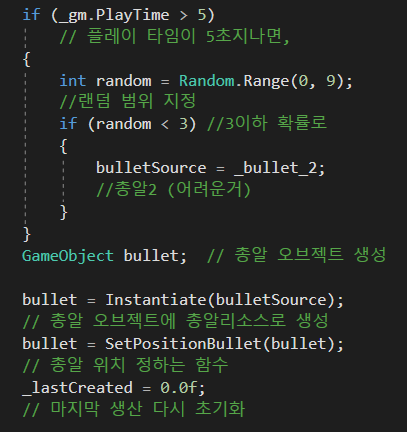 if (_gm.PlayTime > 5)
// 플레이 타임이 5초지나면,
{
int random = Random.Range(0, 9);
//랜덤 범위 지정
if (random < 3) //3이하 확률로
{
bulletSource = _bullet_2;
//총알2 (어려운거)
}
}
GameObject bullet; // 총알 오브젝트 생성
bullet = Instantiate(bulletSource);
// 총알 오브젝트에 총알리소스로 생성
bullet = SetPositionBullet(bullet);
// 총알 위치 정하는 함수
_lastCreated = 0.0f;
// 마지막 생산 다시 초기화